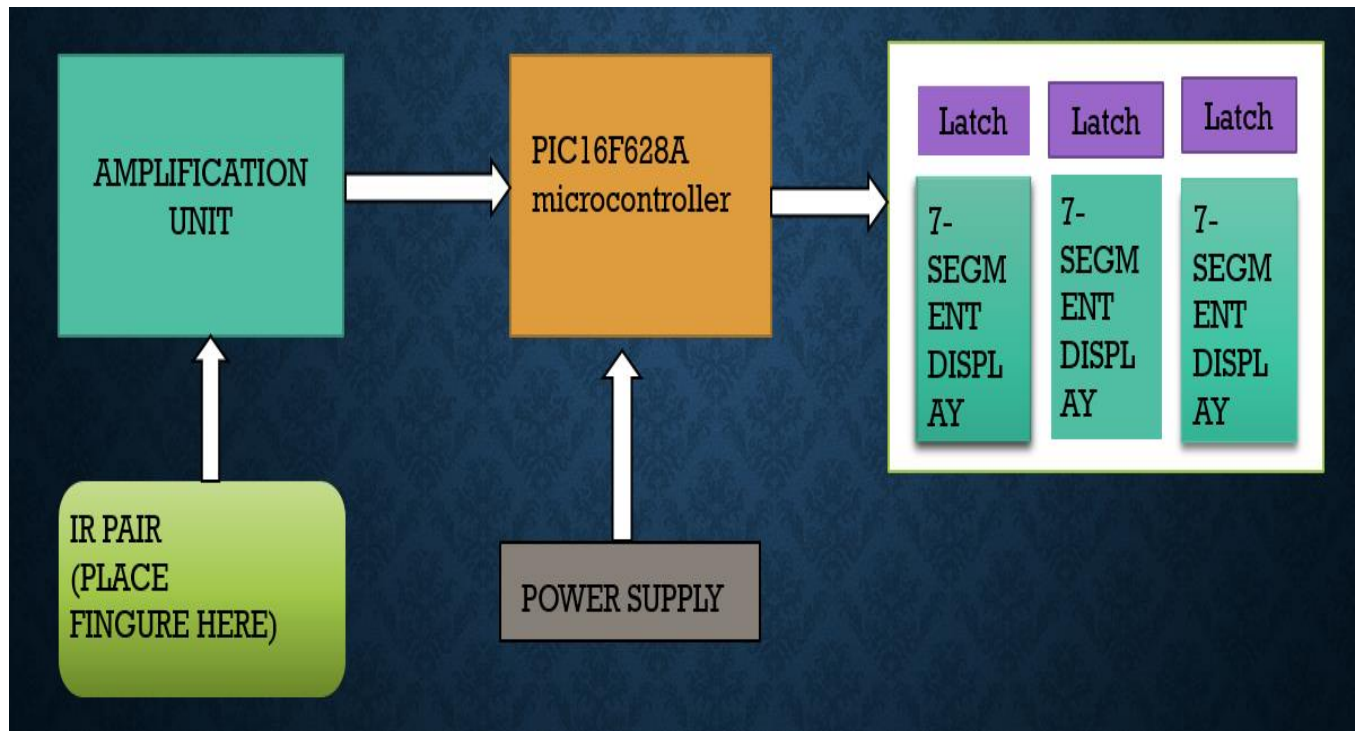 AMPLIFICATION
UNIT
PIC16F628A
microcontroller
Latch
Latch
Latch
7-
SEGM
ENT
DISPL
AY
7-
SEGM
ENT
DISPL
AY
7-
SEGM
ENT
DISPL
AY
IR PAIR
(PLACE
FINGURE HERE)
POWER SUPPLY